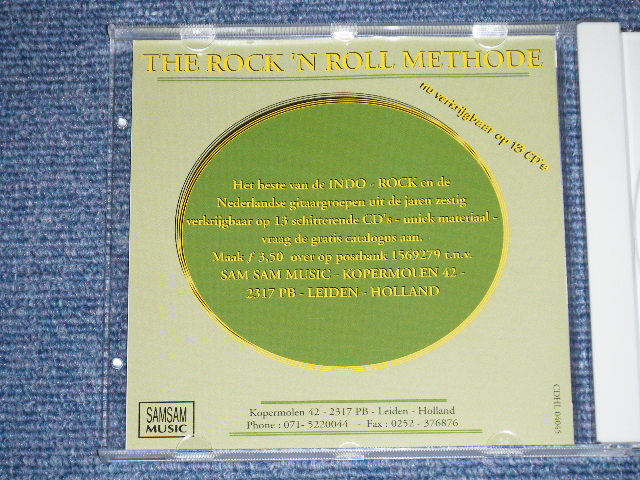 THE ROCK 'N ROLL METHODE
nu verkrijgbaar op 13 CD's
Het beste van de INDO - ROCK en de
Nederlandse gitaargroepen uit de jaren zestig
verkrijgbaar op 13 schitterende CD's - uniek materiaal -
vraag de gratis catalogus aan.
Maak ƒ 3,50 over op postbank 1569279 t.n.v.
SAM SAM MUSIC - KOPERMOLEN 42 -
2317 PB - LEIDEN - HOLLAND
SAMSAM
MUSIC
Kopermolen 42 - 2317 PB - Leiden - Holland
Phone : 071- 5220044 - Fax : 0252 - 376876
CDHL 04065